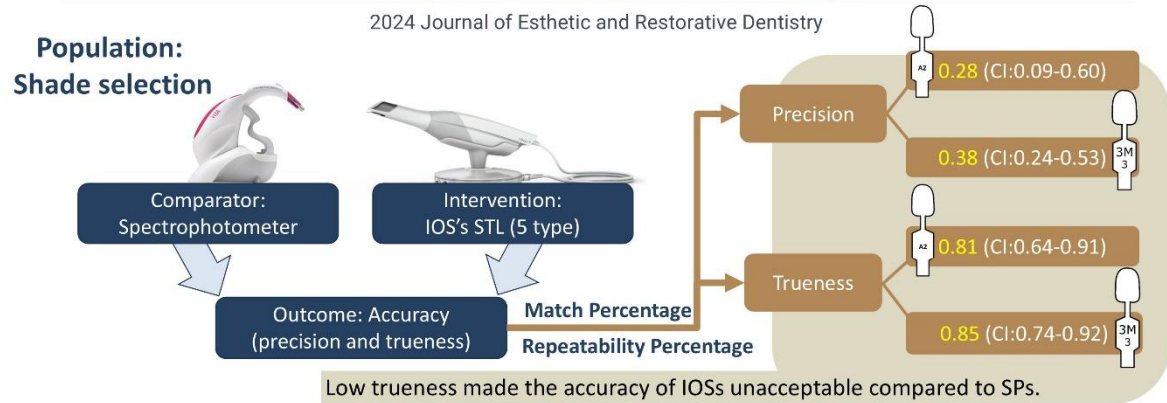 2024 Journal of Esthetic and Restorative Dentistry
Population:
Shade selection
Comparator:
Spectrophotometer
Intervention:
IOS's STL (5 type)
Outcome: Accuracy
(precision and trueness)
Match Percentage
Repeatability Percentage
Precision
A2
0.28 (CI:0.09-0.60)
0.38 (CI:0.24-0.53)
3M
3
Trueness
A2
0.81 (CI:0.64-0.91)
0.85 (CI:0.74-0.92)
3M
3
Low trueness made the accuracy of IOSs unacceptable compared to SPs.